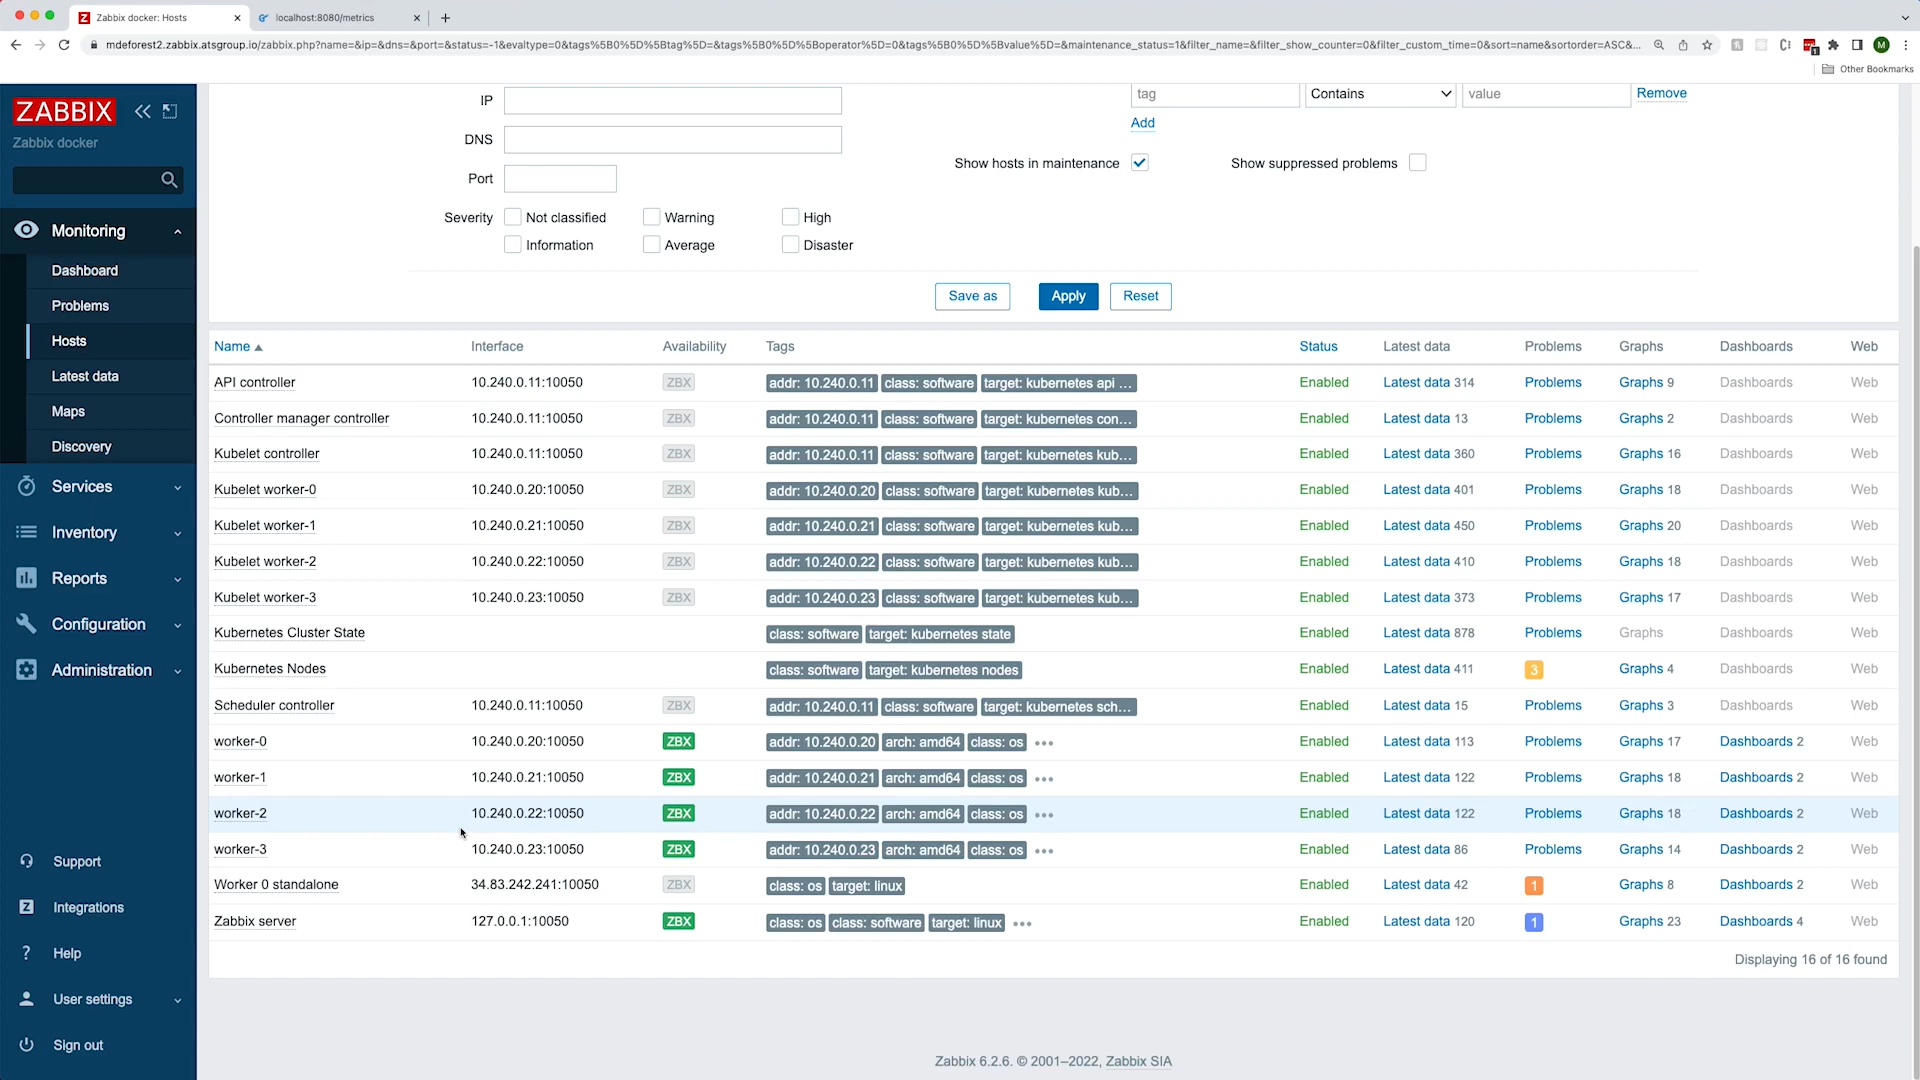 Zabbix docker: Hosts
localhost:8080/metrics
mdeforest2.zabbix.atsgroup.io/zabbix.php?name=&ip=&dns=&port=&status=-1&evaltype=0&tags%5B0%5D%5Btag%5D=&tags%5B0%5D%5Boperator%5D=0&tags%5B0%5D%5Bvalue%5D=&maintenance_status=1&filter_name=&filter_show_counter=0&filter_custom_time=0&sort=name&sortorder=ASC&...
M
Other Bookmarks
ZABBIX
Zabbix docker
Monitoring
Dashboard
Problems
Hosts
Latest data
Maps
Discovery
Services
Inventory
Reports
Configuration
Administration
Support
Z Integrations
? Help
User settings
Sign out
IP
DNS
Port
Severity Not classified Warning High
Information Average Disaster
tag Contains value Remove
Add
Show hosts in maintenance Show suppressed problems
Save as Apply Reset
Name Interface Availability Tags Status Latest data Problems Graphs Dashboards Web
API controller 10.240.0.11:10050 ZBX addr: 10.240.0.11 class: software target: kubernetes api ... Enabled Latest data 314 Problems Graphs 9 Dashboards Web
Controller manager controller 10.240.0.11:10050 ZBX addr: 10.240.0.11 class: software target: kubernetes con... Enabled Latest data 13 Problems Graphs 2 Dashboards Web
Kubelet controller 10.240.0.11:10050 ZBX addr: 10.240.0.11 class: software target: kubernetes kub... Enabled Latest data 360 Problems Graphs 16 Dashboards Web
Kubelet worker-0 10.240.0.20:10050 ZBX addr: 10.240.0.20 class: software target: kubernetes kub... Enabled Latest data 401 Problems Graphs 18 Dashboards Web
Kubelet worker-1 10.240.0.21:10050 ZBX addr: 10.240.0.21 class: software target: kubernetes kub... Enabled Latest data 450 Problems Graphs 20 Dashboards Web
Kubelet worker-2 10.240.0.22:10050 ZBX addr: 10.240.0.22 class: software target: kubernetes kub... Enabled Latest data 410 Problems Graphs 18 Dashboards Web
Kubelet worker-3 10.240.0.23:10050 ZBX addr: 10.240.0.23 class: software target: kubernetes kub... Enabled Latest data 373 Problems Graphs 17 Dashboards Web
Kubernetes Cluster State class: software target: kubernetes state Enabled Latest data 878 Problems Graphs Dashboards Web
Kubernetes Nodes class: software target: kubernetes nodes Enabled Latest data 411 3 Graphs 4 Dashboards Web
Scheduler controller 10.240.0.11:10050 ZBX addr: 10.240.0.11 class: software target: kubernetes sch... Enabled Latest data 15 Problems Graphs 3 Dashboards Web
worker-0 10.240.0.20:10050 ZBX addr: 10.240.0.20 arch: amd64 class: os Enabled Latest data 113 Problems Graphs 17 Dashboards 2 Web
worker-1 10.240.0.21:10050 ZBX addr: 10.240.0.21 arch: amd64 class: os Enabled Latest data 122 Problems Graphs 18 Dashboards 2 Web
worker-2 10.240.0.22:10050 ZBX addr: 10.240.0.22 arch: amd64 class: os Enabled Latest data 122 Problems Graphs 18 Dashboards 2 Web
worker-3 10.240.0.23:10050 ZBX addr: 10.240.0.23 arch: amd64 class: os Enabled Latest data 86 Problems Graphs 14 Dashboards 2 Web
Worker 0 standalone 34.83.242.241:10050 ZBX class: os target: linux Enabled Latest data 42 1 Graphs 8 Dashboards 2 Web
Zabbix server 127.0.0.1:10050 ZBX class: os class: software target: linux Enabled Latest data 120 1 Graphs 23 Dashboards 4 Web
Displaying 16 of 16 found
Zabbix 6.2.6. © 2001–2022, Zabbix SIA